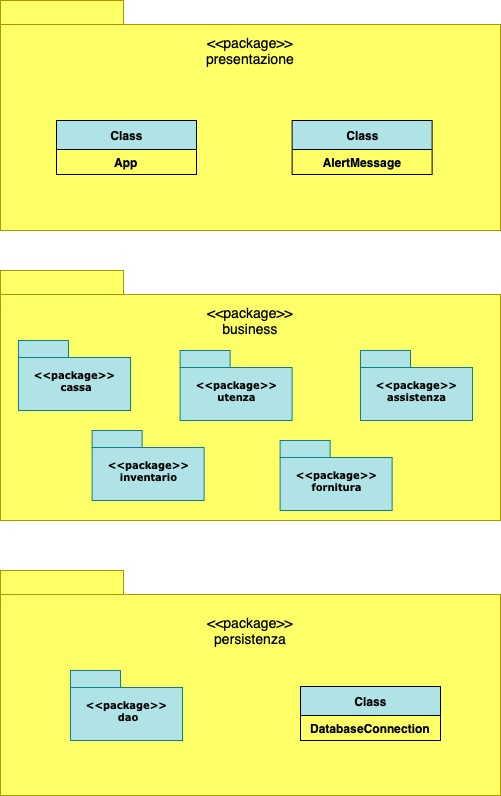 <<package>>
presentazione
Class
App
Class
AlertMessage
<<package>>
business
<<package>>
cassa
<<package>>
utenza
<<package>>
assistenza
<<package>>
inventario
<<package>>
fornitura
<<package>>
persistenza
<<package>>
dao
Class
DatabaseConnection